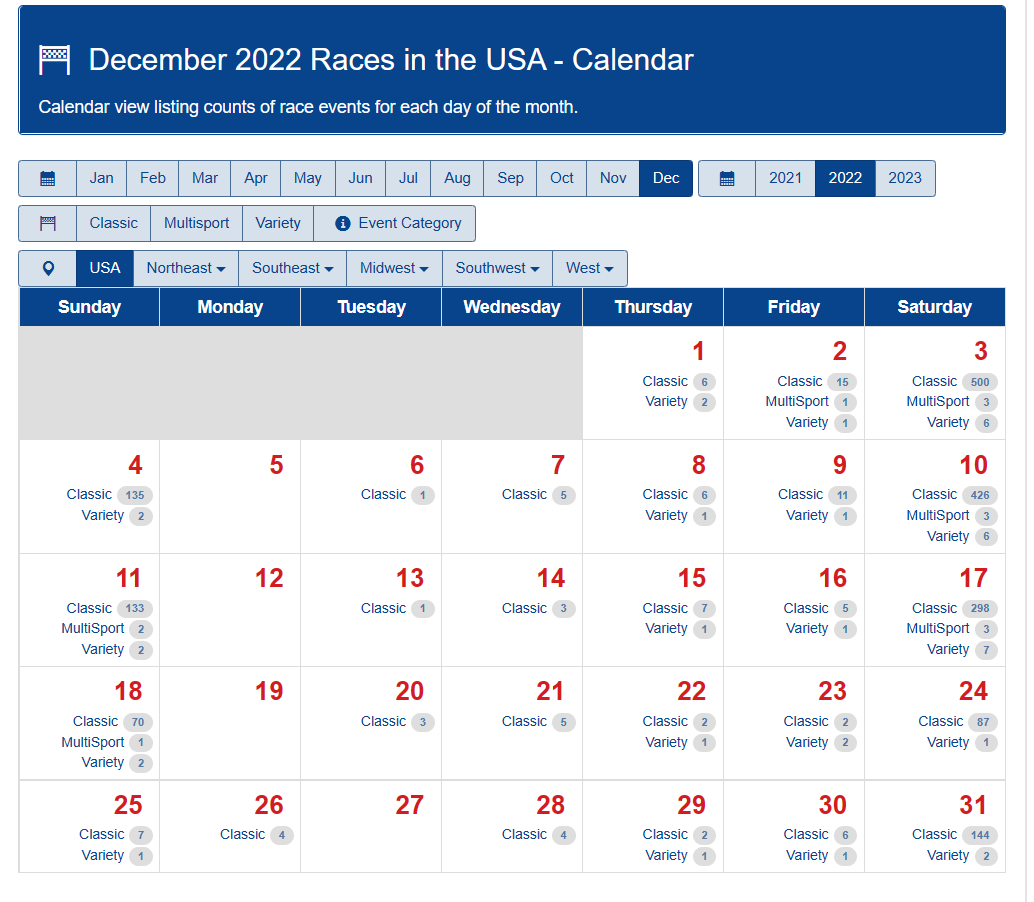 December 2022 Races in the USA - Calendar
Calendar view listing counts of race events for each day of the month.
Jan Feb Mar Apr May Jun Jul Aug Sep Oct Nov Dec 2021 2022 2023
Classic Multisport Variety Event Category
USA Northeast Southeast Midwest Southwest West
Sunday Monday Tuesday Wednesday Thursday Friday Saturday
1 2 3
Classic 6 Classic 15 Classic 500
Variety 2 MultiSport 1 MultiSport 3
Variety 1 Variety 6
4 5 6 7 8 9 10
Classic 135 Classic 1 Classic 5 Classic 6 Classic 11 Classic 426
Variety 2 Variety 1 Variety 1 MultiSport 3
Variety 6
11 12 13 14 15 16 17
Classic 133 Classic 1 Classic 3 Classic 7 Classic 5 Classic 298
MultiSport 2 Variety 1 Variety 1 MultiSport 3
Variety 2 Variety 7
18 19 20 21 22 23 24
Classic 70 Classic 3 Classic 5 Classic 2 Classic 2 Classic 87
MultiSport 1 Variety 1 Variety 2 Variety 1
Variety 2
25 26 27 28 29 30 31
Classic 7 Classic 4 Classic 4 Classic 2 Classic 6 Classic 144
Variety 1 Variety 1 Variety 1 Variety 2